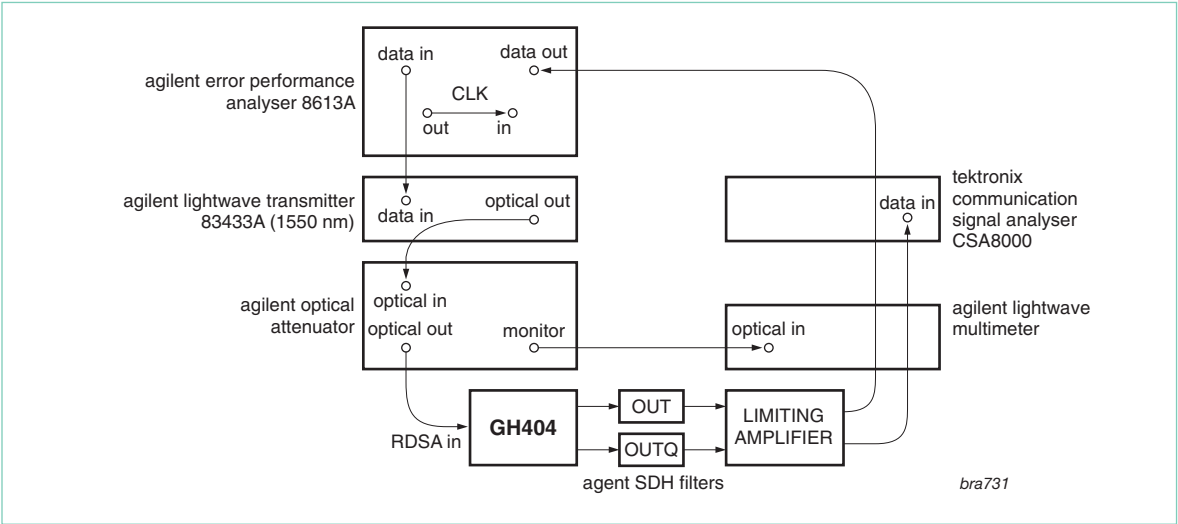 agilent error performance
analyser 8613A
data in
data out
CLK
out
in
agilent lightwave transmitter
83433A (1550 nm)
data in
optical out
data in
tektronix
communication
signal analyser
CSA8000
agilent optical
attenuator
optical in
optical out
monitor
optical in
agilent lightwave
multimeter
RDSA in
GH404
OUT
OUTQ
LIMITING
AMPLIFIER
agent SDH filters
bra731